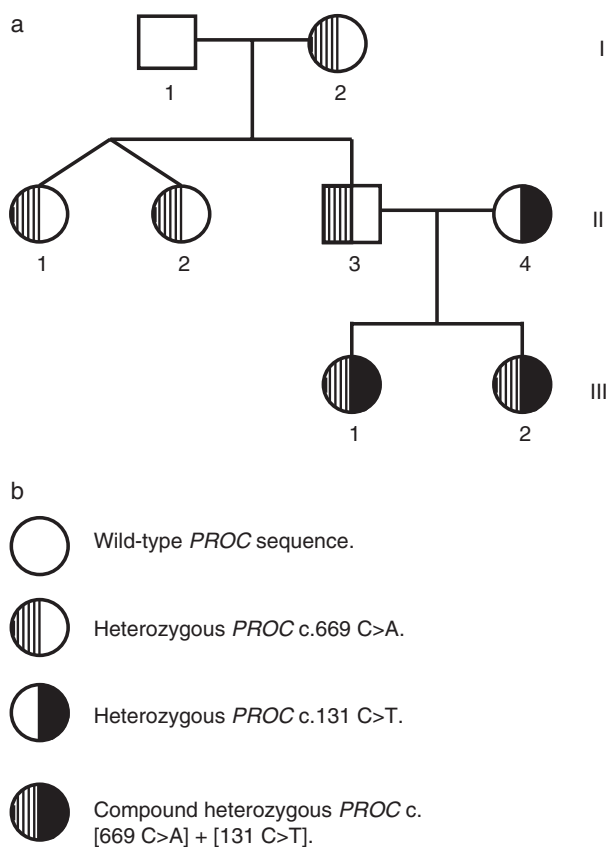 a
I
1 2
II
1 2 3 4
III
1 2
b
Wild-type PROC sequence.
Heterozygous PROC c.669 C>A.
Heterozygous PROC c.131 C>T.
Compound heterozygous PROC c.
[669 C>A] + [131 C>T].